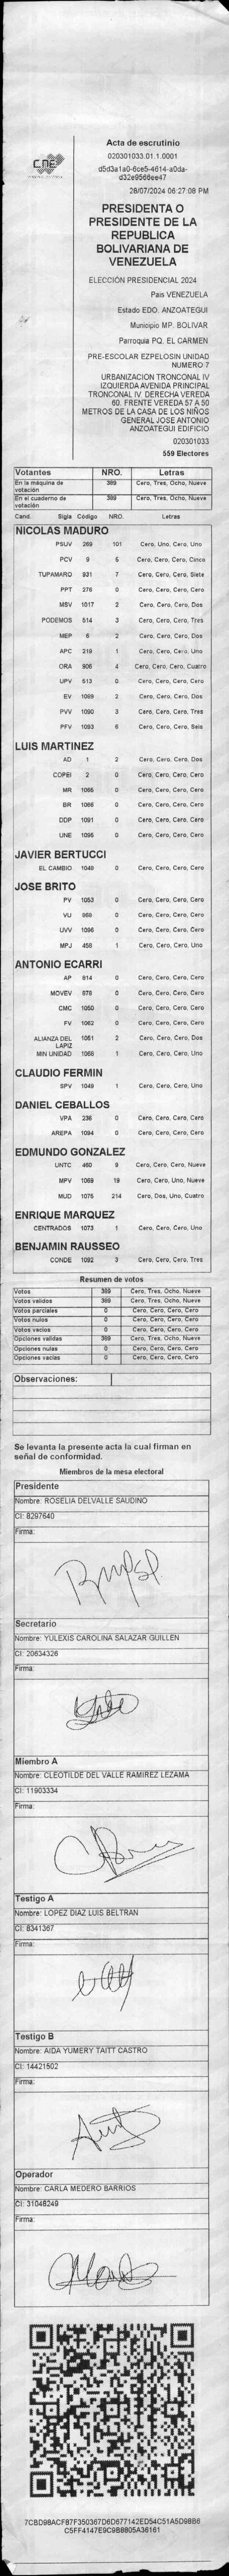 CNE
Acta de escrutinio
020301033.01.1.0001
d5d3a1a0-6ce5-4614-a0da-
d32e9566ee47
28/07/2024 06:27:08 PM
PRESIDENTA O
PRESIDENTE DE LA
REPUBLICA
BOLIVARIANA DE
VENEZUELA
ELECCIÓN PRESIDENCIAL 2024
Pais VENEZUELA
Estado EDO. ANZOATEGUI
Municipio MP. BOLIVAR
Parroquia PQ. EL CARMEN
PRE-ESCOLAR EZPELOSIN UNIDAD
NUMERO 7
URBANIZACION TRONCONAL IV
IZQUIERDA AVENIDA PRINCIPAL
TRONCONAL IV. DERECHA VEREDA
60. FRENTE VEREDA 57 A 50
METROS DE LA CASA DE LOS NIÑOS
GENERAL JOSE ANTONIO
ANZOATEGUI EDIFICIO
020301033
559 Electores
Votantes NRO. Letras
En la máquina de votación 389 Cero, Tres, Ocho, Nueve
En el cuaderno de votación 389 Cero, Tres, Ocho, Nueve
Cand. Sigla Código NRO. Letras
NICOLAS MADURO
PSUV 269 101 Cero, Uno, Cero, Uno
PCV 9 5 Cero, Cero, Cero, Cinco
TUPAMARO 931 7 Cero, Cero, Cero, Siete
PPT 276 0 Cero, Cero, Cero, Cero
MSV 1017 2 Cero, Cero, Cero, Dos
PODEMOS 514 3 Cero, Cero, Cero, Tres
MEP 6 2 Cero, Cero, Cero, Dos
APC 219 1 Cero, Cero, Cero, Uno
ORA 906 4 Cero, Cero, Cero, Cuatro
UPV 513 0 Cero, Cero, Cero, Cero
EV 1089 2 Cero, Cero, Cero, Dos
PVV 1090 3 Cero, Cero, Cero, Tres
PFV 1093 6 Cero, Cero, Cero, Seis
LUIS MARTINEZ
AD 1 2 Cero, Cero, Cero, Dos
COPEI 2 0 Cero, Cero, Cero, Cero
MR 1065 0 Cero, Cero, Cero, Cero
BR 1066 0 Cero, Cero, Cero, Cero
DDP 1091 0 Cero, Cero, Cero, Cero
UNE 1095 0 Cero, Cero, Cero, Cero
JAVIER BERTUCCI
EL CAMBIO 1048 0 Cero, Cero, Cero, Cero
JOSE BRITO
PV 1053 0 Cero, Cero, Cero, Cero
VU 868 0 Cero, Cero, Cero, Cero
UVV 1096 0 Cero, Cero, Cero, Cero
MPJ 458 1 Cero, Cero, Cero, Uno
ANTONIO ECARRI
AP 814 0 Cero, Cero, Cero, Cero
MOVEV 978 0 Cero, Cero, Cero, Cero
CMC 1050 0 Cero, Cero, Cero, Cero
FV 1062 0 Cero, Cero, Cero, Cero
ALIANZA DEL LAPIZ 1051 2 Cero, Cero, Cero, Dos
MIN UNIDAD 1068 1 Cero, Cero, Cero, Uno
CLAUDIO FERMIN
SPV 1049 1 Cero, Cero, Cero, Uno
DANIEL CEBALLOS
VPA 236 0 Cero, Cero, Cero, Cero
AREPA 1094 0 Cero, Cero, Cero, Cero
EDMUNDO GONZALEZ
UNTC 460 9 Cero, Cero, Cero, Nueve
MPV 1069 19 Cero, Cero, Uno, Nueve
MUD 1075 214 Cero, Dos, Uno, Cuatro
ENRIQUE MARQUEZ
CENTRADOS 1073 1 Cero, Cero, Cero, Uno
BENJAMIN RAUSSEO
CONDE 1092 3 Cero, Cero, Cero, Tres
Resumen de votos
Votos 389 Cero, Tres, Ocho, Nueve
Votos validos 389 Cero, Tres, Ocho, Nueve
Votos parciales 0 Cero, Cero, Cero, Cero
Votos nulos 0 Cero, Cero, Cero, Cero
Votos vacios 0 Cero, Cero, Cero, Cero
Opciones validas 389 Cero, Tres, Ocho, Nueve
Opciones nulas 0 Cero, Cero, Cero, Cero
Opciones vacias 0 Cero, Cero, Cero, Cero
Observaciones:
Se levanta la presente acta la cual firman en
señal de conformidad.
Miembros de la mesa electoral
Presidente
Nombre: ROSELIA DELVALLE SAUDINO
CI: 8297640
Firma:
Secretario
Nombre: YULEXIS CAROLINA SALAZAR GUILLEN
CI: 20634326
Firma:
Miembro A
Nombre: CLEOTILDE DEL VALLE RAMIREZ LEZAMA
CI: 11903334
Firma:
Testigo A
Nombre: LOPEZ DIAZ LUIS BELTRAN
CI: 8341367
Firma:
Testigo B
Nombre: AIDA YUMERY TAITT CASTRO
CI: 14421502
Firma:
Operador
Nombre: CARLA MEDERO BARRIOS
CI: 31048249
Firma:
7CBD98ACF87F350367D6D677142ED54C51A5D98B6
C5FF4147E9C9B8805A36161